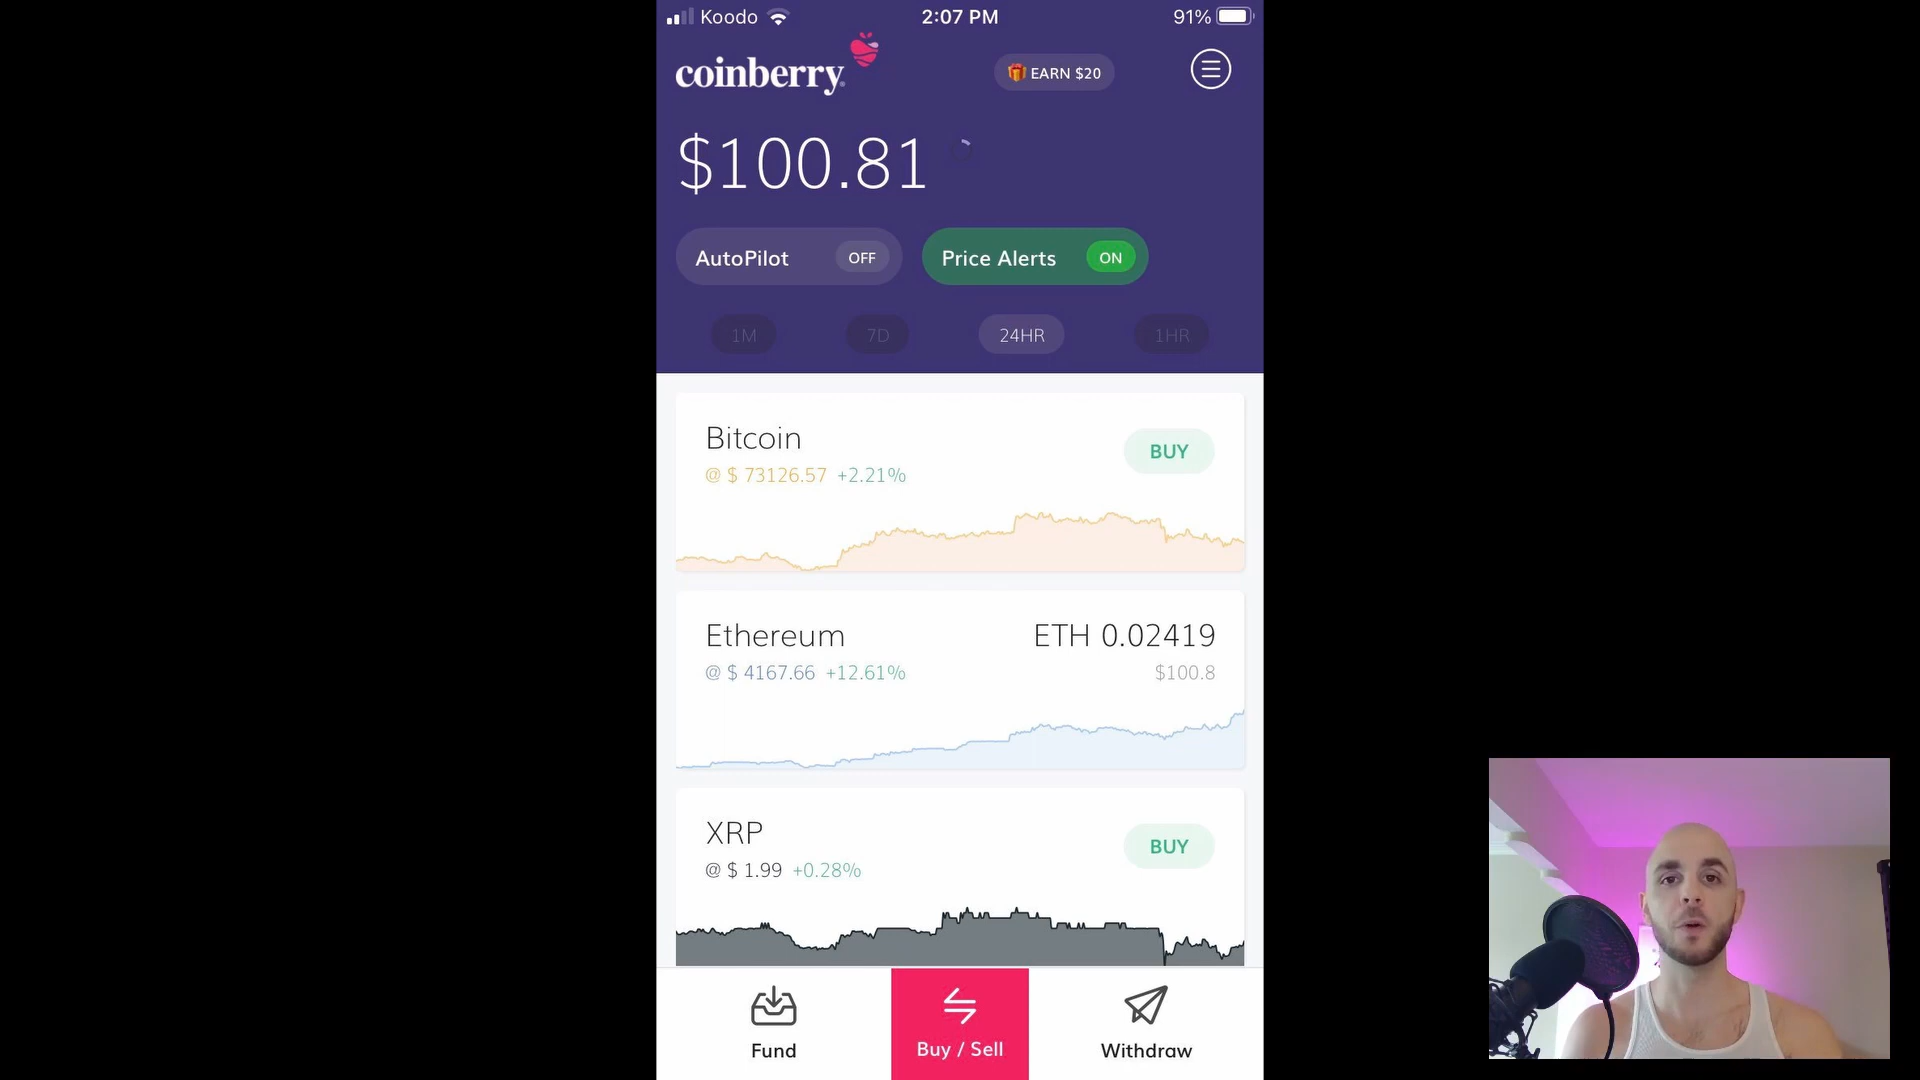 Koodo 2:07 PM 91%
coinberry
EARN $20
$100.81
AutoPilot OFF Price Alerts ON
1M 7D 24HR 1HR
Bitcoin BUY
@ $ 73126.57 +2.21%
Ethereum ETH 0.02419
@ $ 4167.66 +12.61% $100.8
XRP BUY
@ $ 1.99 +0.28%
Fund Buy / Sell Withdraw